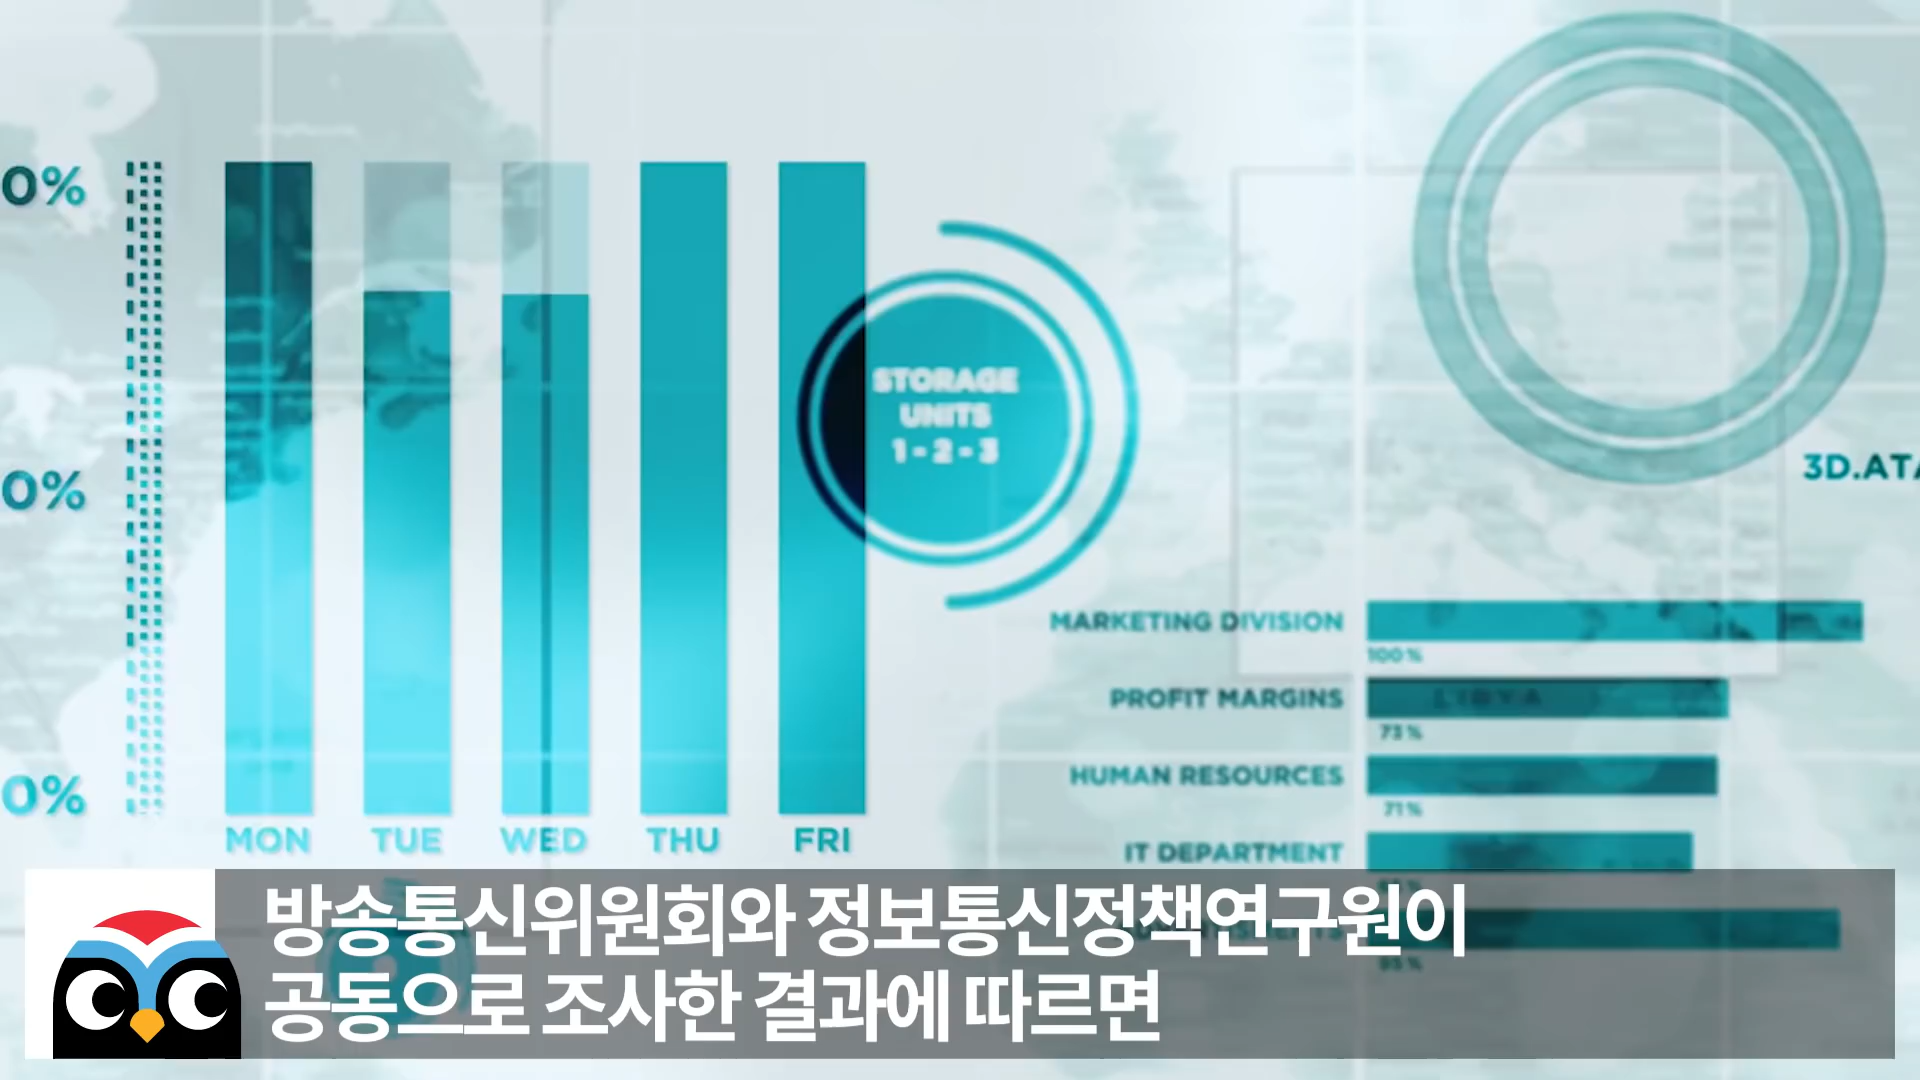 0%
0%
0%
MON TUE WED THU FRI
STORAGE
UNITS
1-2-3
3D.ATA
MARKETING DIVISION
100%
PROFIT MARGINS
73%
LIBYA
HUMAN RESOURCES
71%
IT DEPARTMENT
방송통신위원회와 정보통신정책연구원이
공동으로 조사한 결과에 따르면